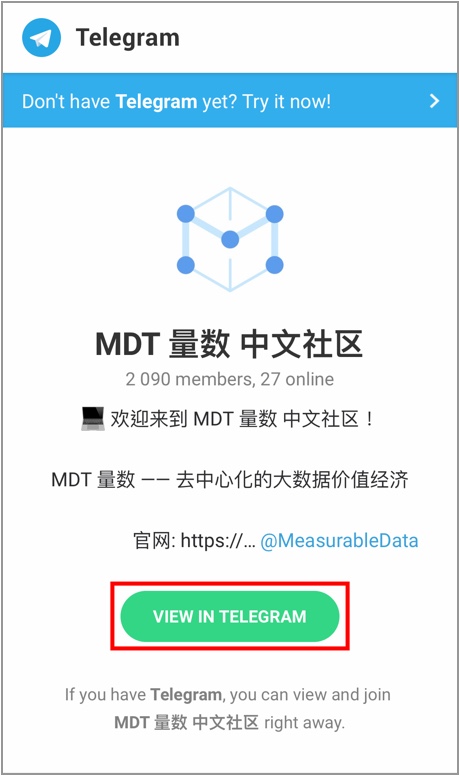 Telegram
Don't have Telegram yet? Try it now!
MDT 量数 中文社区
2 090 members, 27 online
💻 欢迎来到 MDT 量数 中文社区！
MDT 量数 —— 去中心化的大数据价值经济
官网: https://... @MeasurableData
VIEW IN TELEGRAM
If you have Telegram, you can view and join
MDT 量数 中文社区 right away.